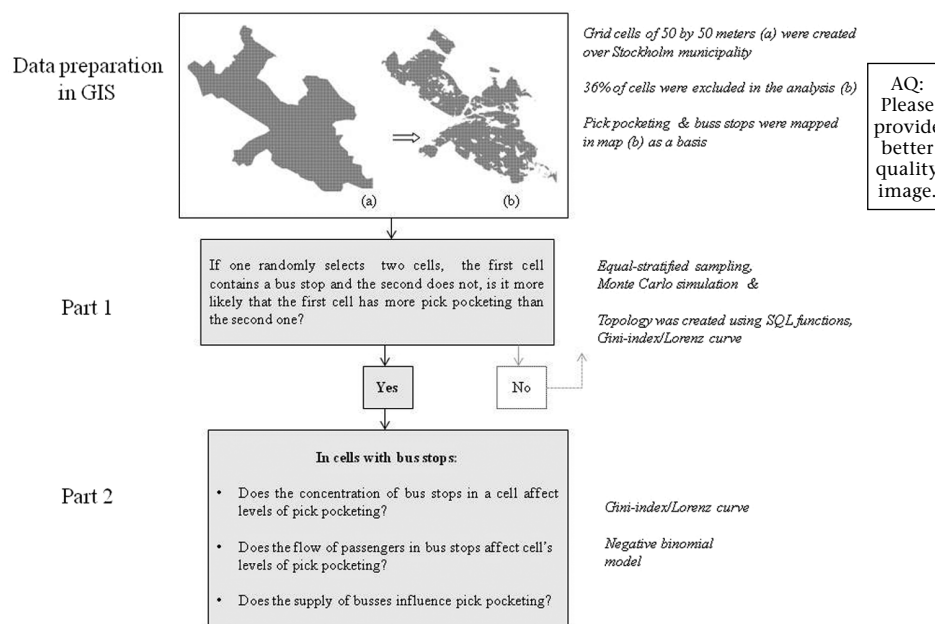 Data preparation
in GIS
(a)
(b)
Grid cells of 50 by 50 meters (a) were created
over Stockholm municipality
36% of cells were excluded in the analysis (b)
Pick pocketing & buss stops were mapped
in map (b) as a basis
AQ:
Please
provide
better
quality
image.
Part 1
If one randomly selects two cells, the first cell
contains a bus stop and the second does not, is it more
likely that the first cell has more pick pocketing than
the second one?
Equal-stratified sampling,
Monte Carlo simulation &
Topology was created using SQL functions,
Gini-index/Lorenz curve
Yes
No
Part 2
In cells with bus stops:
• Does the concentration of bus stops in a cell affect
levels of pick pocketing?
• Does the flow of passengers in bus stops affect cell's
levels of pick pocketing?
• Does the supply of busses influence pick pocketing?
Gini-index/Lorenz curve
Negative binomial
model